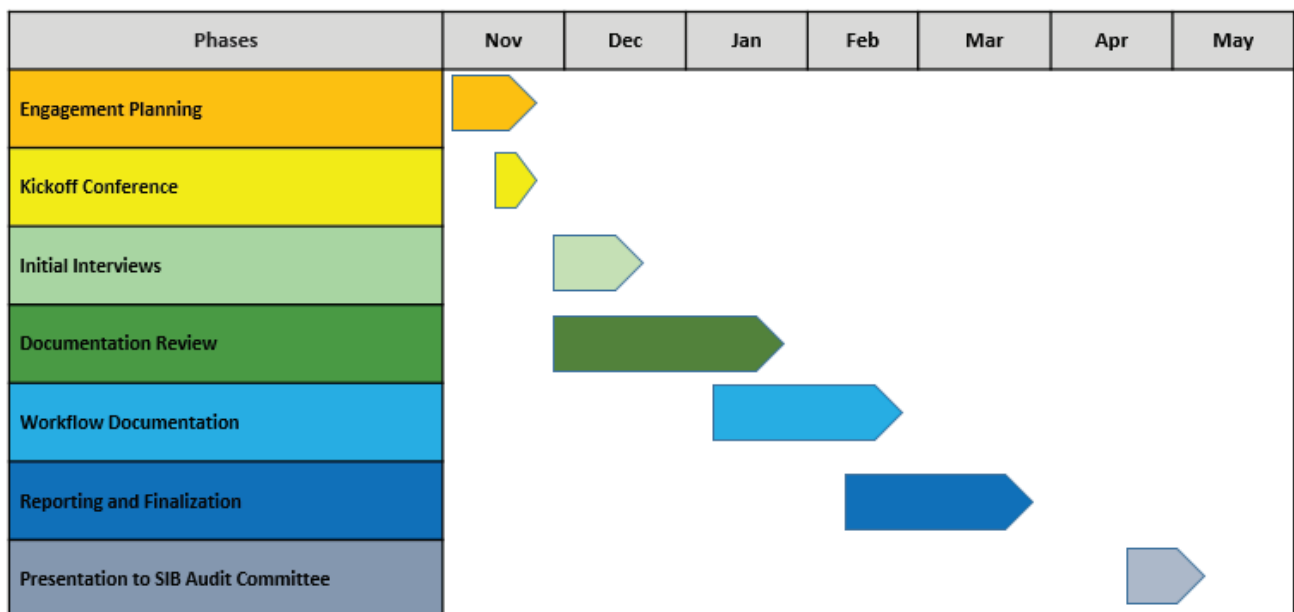 Phases Nov Dec Jan Feb Mar Apr May
Engagement Planning
Kickoff Conference
Initial Interviews
Documentation Review
Workflow Documentation
Reporting and Finalization
Presentation to SIB Audit Committee